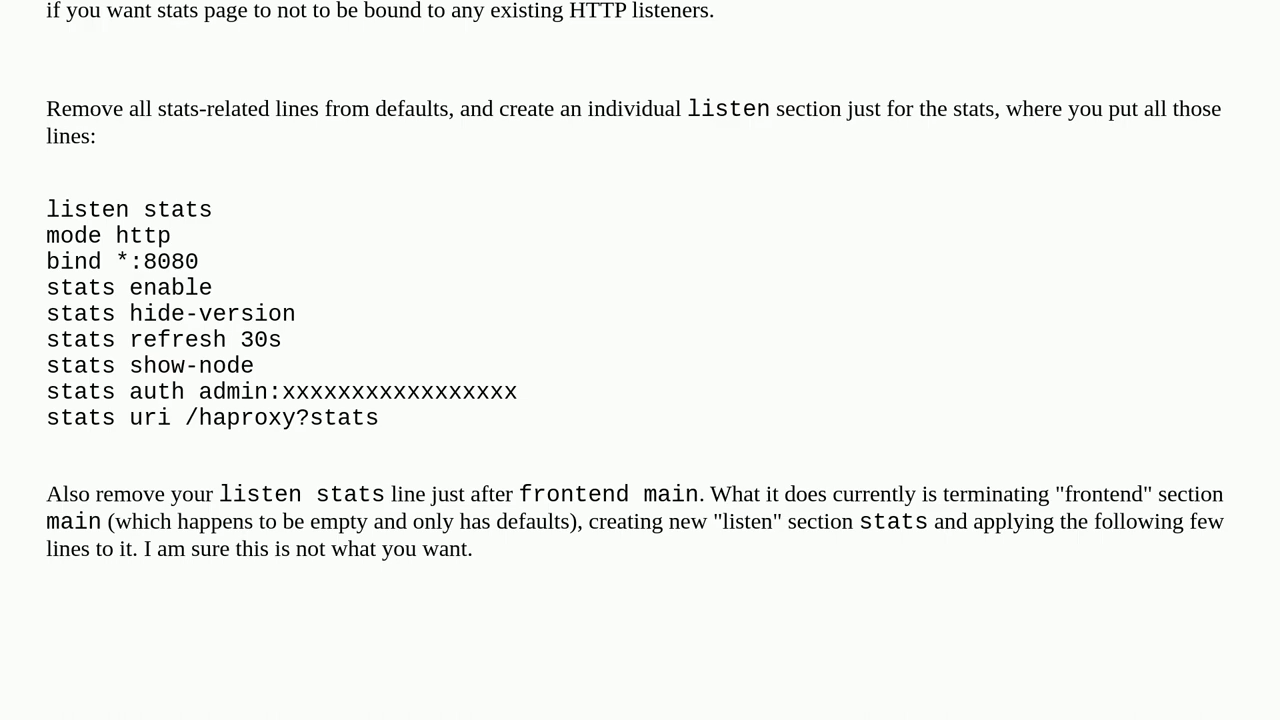 if you want stats page to not to be bound to any existing HTTP listeners.
Remove all stats-related lines from defaults, and create an individual listen section just for the stats, where you put all those
lines:
listen stats
mode http
bind *:8080
stats enable
stats hide-version
stats refresh 30s
stats show-node
stats auth admin:xxxxxxxxxxxxxxxxx
stats uri /haproxy?stats
Also remove your listen stats line just after frontend main. What it does currently is terminating "frontend" section
main (which happens to be empty and only has defaults), creating new "listen" section stats and applying the following few
lines to it. I am sure this is not what you want.